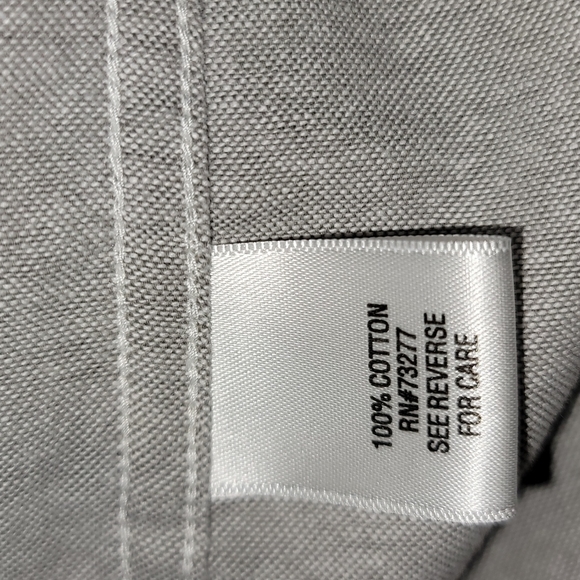 100% COTTON
RN#73277
SEE REVERSE
FOR CARE